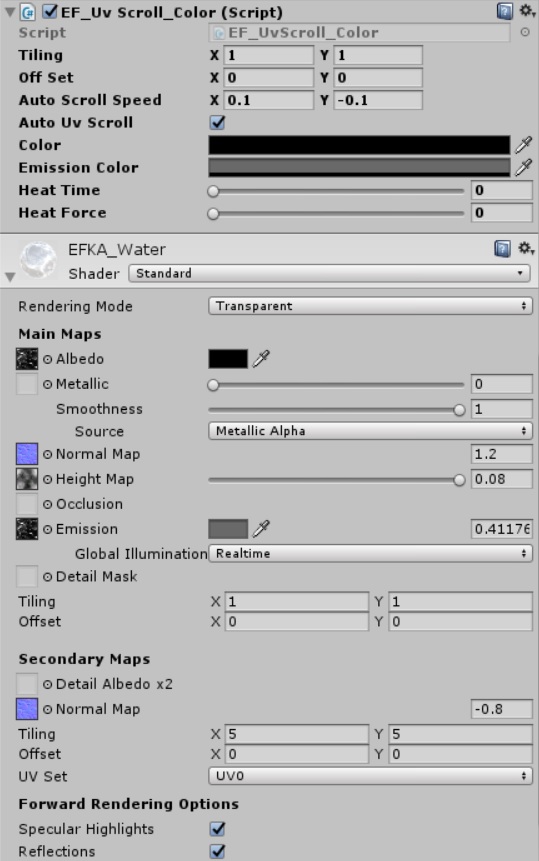 EF_Uv Scroll_Color (Script)
Script EF_UvScroll_Color
Tiling X 1 Y 1
Off Set X 0 Y 0
Auto Scroll Speed X 0.1 Y -0.1
Auto Uv Scroll
Color
Emission Color
Heat Time 0
Heat Force 0
EFKA_Water
Shader Standard
Rendering Mode Transparent
Main Maps
Albedo
Metallic 0
Smoothness 1
Source Metallic Alpha
Normal Map 1.2
Height Map 0.08
Occlusion
Emission 0.41176
Global Illumination Realtime
Detail Mask
Tiling X 1 Y 1
Offset X 0 Y 0
Secondary Maps
Detail Albedo x2
Normal Map -0.8
Tiling X 5 Y 5
Offset X 0 Y 0
UV Set UV0
Forward Rendering Options
Specular Highlights
Reflections